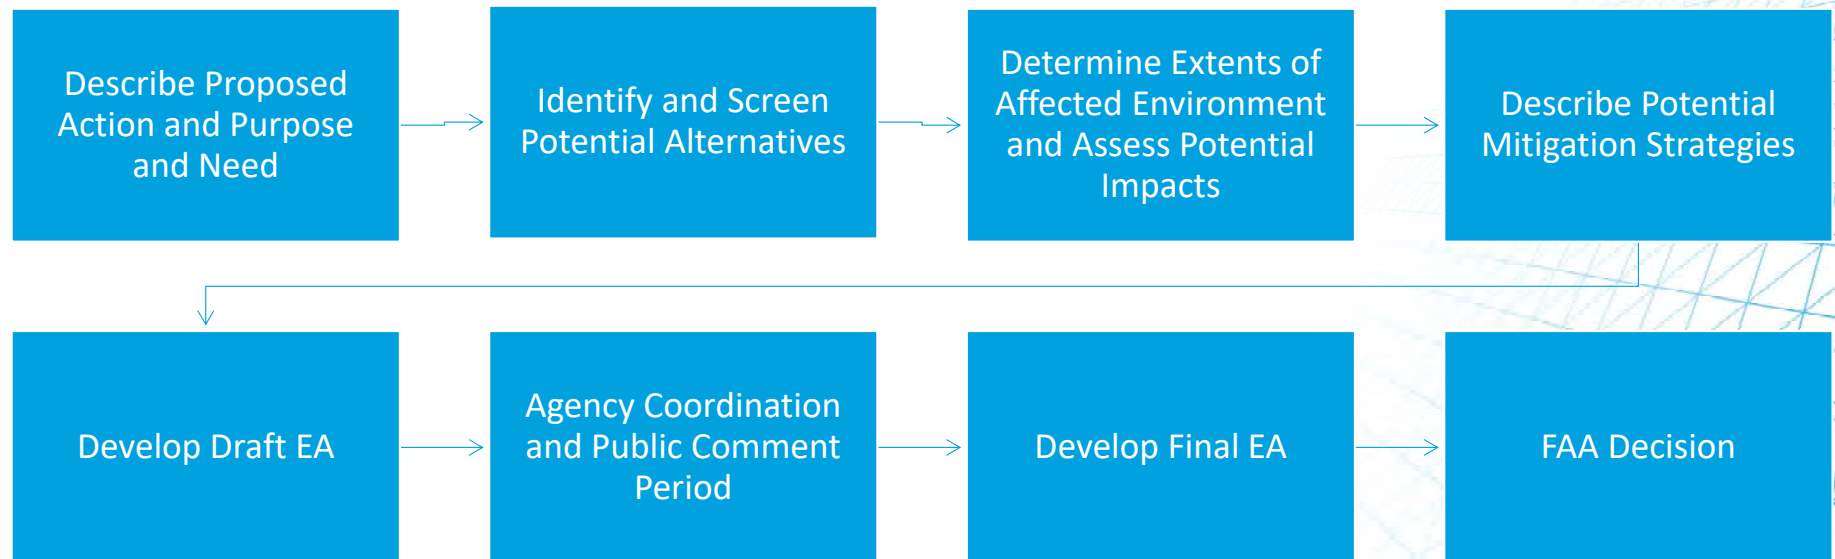 Describe Proposed
Action and Purpose
and Need
Identify and Screen
Potential Alternatives
Determine Extents of
Affected Environment
and Assess Potential
Impacts
Describe Potential
Mitigation Strategies
Develop Draft EA
Agency Coordination
and Public Comment
Period
Develop Final EA
FAA Decision